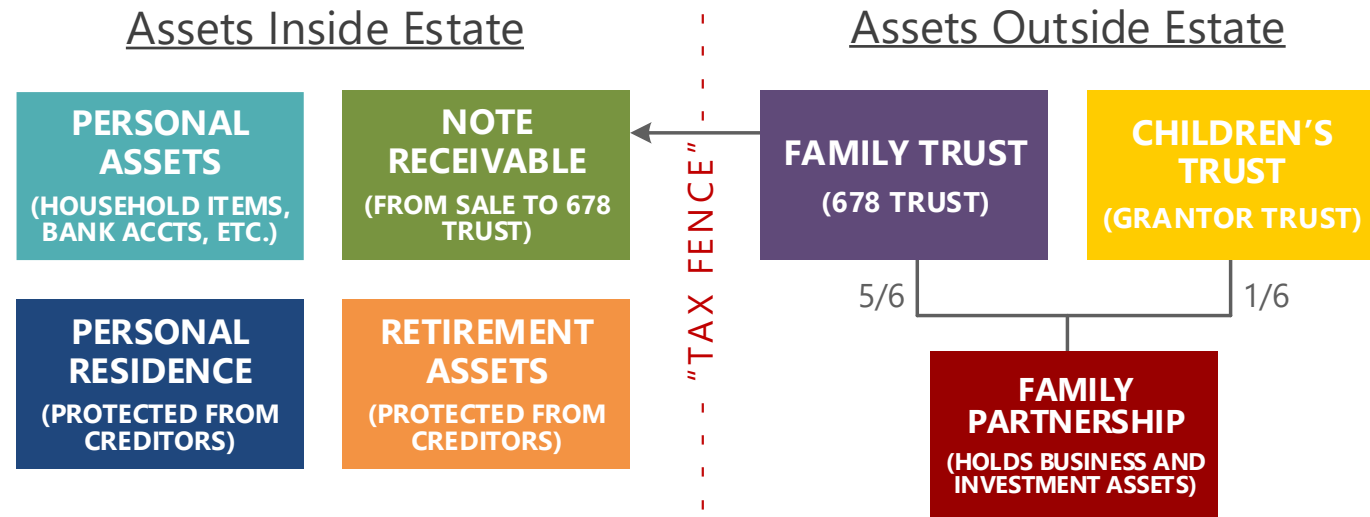 Assets Inside Estate
PERSONAL
ASSETS
(HOUSEHOLD ITEMS,
BANK ACCTS, ETC.)
NOTE
RECEIVABLE
(FROM SALE TO 678
TRUST)
PERSONAL
RESIDENCE
(PROTECTED FROM
CREDITORS)
RETIREMENT
ASSETS
(PROTECTED FROM
CREDITORS)
"TAX FENCE"
Assets Outside Estate
FAMILY TRUST
(678 TRUST)
CHILDREN’S
TRUST
(GRANTOR TRUST)
5/6
1/6
FAMILY
PARTNERSHIP
(HOLDS BUSINESS AND
INVESTMENT ASSETS)